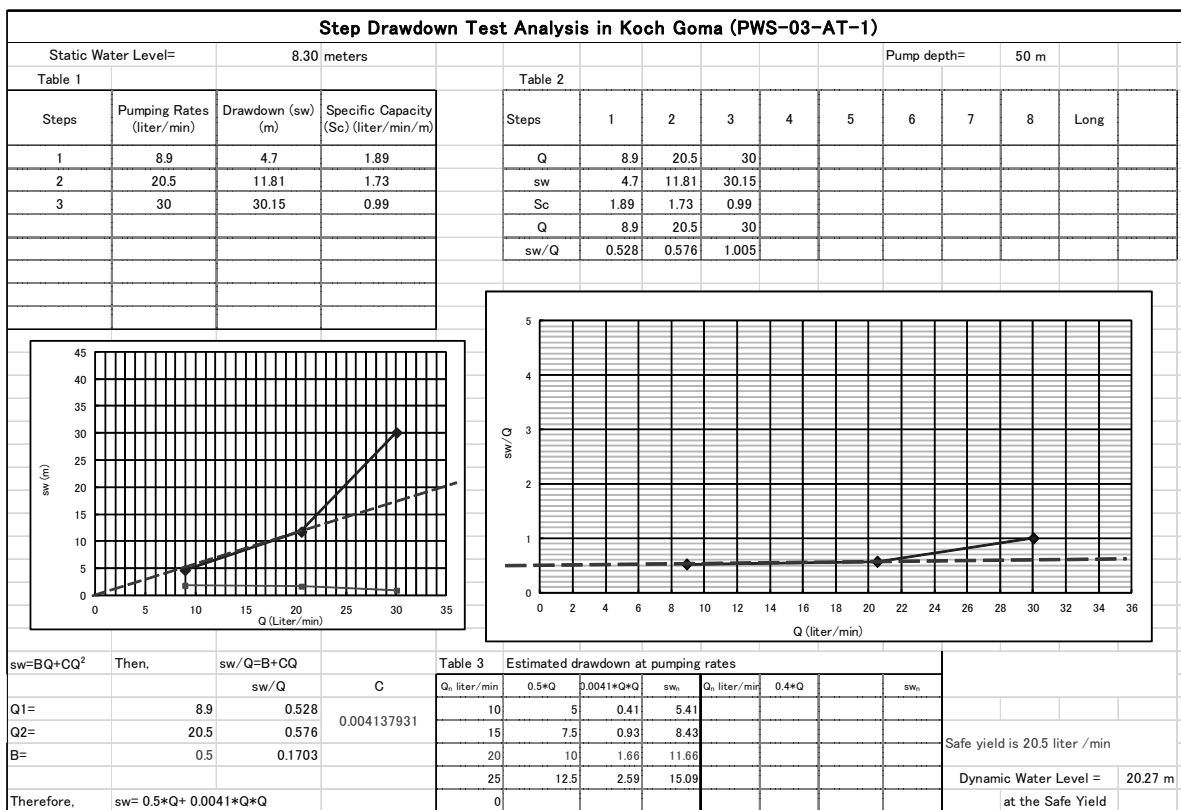 Step Drawdown Test Analysis in Koch Goma (PWS-03-AT-1)
Static Water Level= 8.30 meters Pump depth= 50 m
Table 1 Table 2
Steps Pumping Rates (liter/min) Drawdown (sw) (m) Specific Capacity (Sc) (liter/min/m)
1 8.9 4.7 1.89
2 20.5 11.81 1.73
3 30 30.15 0.99
Steps 1 2 3 4 5 6 7 8 Long
Q 8.9 20.5 30
sw 4.7 11.81 30.15
Sc 1.89 1.73 0.99
Q 8.9 20.5 30
sw/Q 0.528 0.576 1.005
sw (m)
45
40
35
30
25
20
15
10
5
0
0 5 10 15 20 25 30 35
Q (Liter/min)
sw/Q
5
4
3
2
1
0
0 2 4 6 8 10 12 14 16 18 20 22 24 26 28 30 32 34 36
Q (liter/min)
sw=BQ+CQ² Then, sw/Q=B+CQ
sw/Q C
Q1= 8.9 0.528
0.004137931
Q2= 20.5 0.576
B= 0.5 0.1703
Therefore, sw= 0.5*Q+ 0.0041*Q*Q
Table 3 Estimated drawdown at pumping rates
Qₙ liter/min 0.5*Q 0.0041*Q*Q swₙ Qₙ liter/min 0.4*Q swₙ
10 5 0.41 5.41
15 7.5 0.93 8.43
20 10 1.66 11.66
25 12.5 2.59 15.09
0
Safe yield is 20.5 liter /min
Dynamic Water Level = 20.27 m
at the Safe Yield